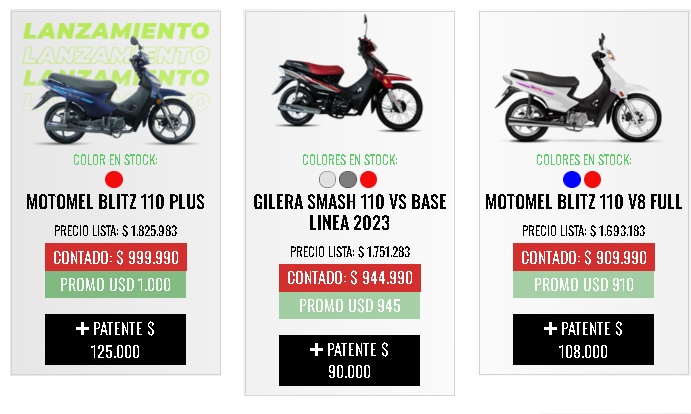 LANZAMIENTO
LANZAMIENTO
LANZAMIENTO
COLOR EN STOCK:
MOTOMEL BLITZ 110 PLUS
PRECIO LISTA: $ 1.825.983
CONTADO: $ 999.990
PROMO USD 1.000
+ PATENTE $
125.000
COLORES EN STOCK:
GILERA SMASH 110 VS BASE
LINEA 2023
PRECIO LISTA: $ 1.751.283
CONTADO: $ 944.990
PROMO USD 945
+ PATENTE $
90.000
COLORES EN STOCK:
MOTOMEL BLITZ 110 V8 FULL
PRECIO LISTA: $ 1.693.183
CONTADO: $ 909.990
PROMO USD 910
+ PATENTE $
108.000